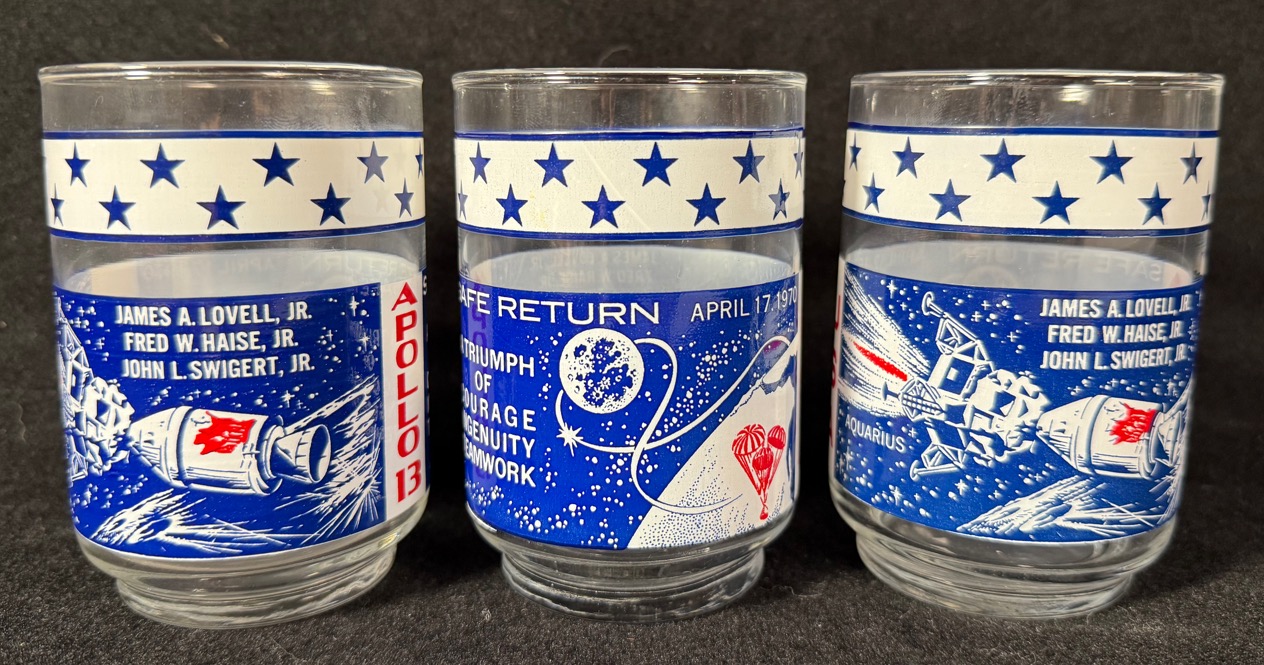 JAMES A. LOVELL, JR.
FRED W. HAISE, JR.
JOHN L. SWIGERT, JR.
APOLLO 13
AFE RETURN APRIL 17, 1970
TRIUMPH
OF
OURAGE
NGENUITY
EAMWORK
JAMES A. LOVELL, JR.
FRED W. HAISE, JR.
JOHN L. SWIGERT, JR.
AQUARIUS